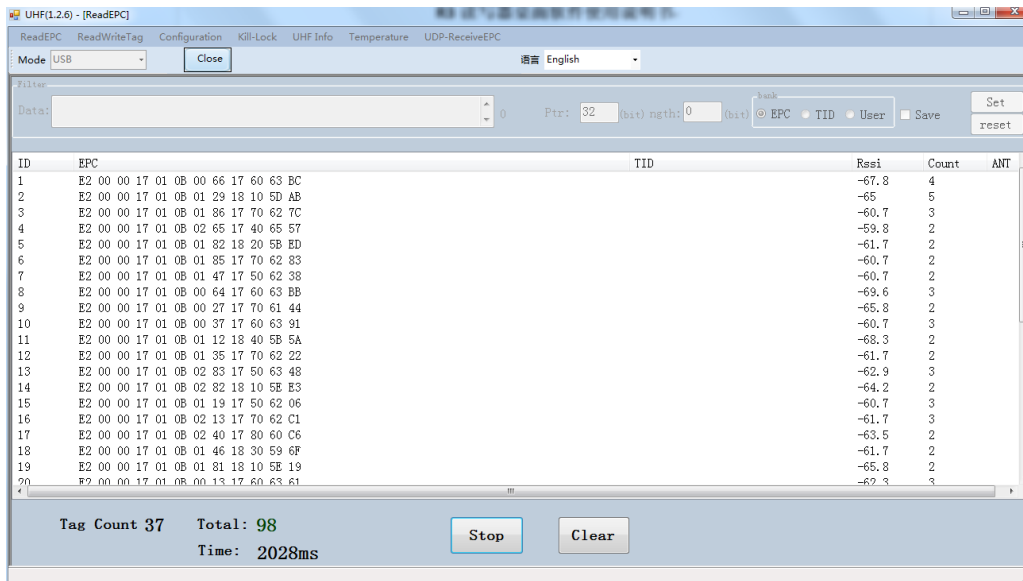 UHF(1.2.6) - [ReadEPC]
ReadEPC ReadWriteTag Configuration Kill-Lock UHF Info Temperature UDP-ReceiveEPC
Mode USB Close 语言 English
Filter
Data: 0 Ptr: 32 (bit) ngth: 0 (bit) bank EPC TID User Save Set
reset
ID EPC TID Rssi Count ANT
1 E2 00 00 17 01 0B 00 66 17 60 63 BC -67.8 4
2 E2 00 00 17 01 0B 01 29 18 10 5D AB -65 5
3 E2 00 00 17 01 0B 01 86 17 70 62 7C -60.7 3
4 E2 00 00 17 01 0B 02 65 17 40 65 57 -59.8 2
5 E2 00 00 17 01 0B 01 82 18 20 5B ED -61.7 2
6 E2 00 00 17 01 0B 01 85 17 70 62 83 -60.7 2
7 E2 00 00 17 01 0B 01 47 17 50 62 38 -60.7 2
8 E2 00 00 17 01 0B 00 64 17 60 63 BB -69.6 3
9 E2 00 00 17 01 0B 00 27 17 70 61 44 -65.8 2
10 E2 00 00 17 01 0B 00 37 17 60 63 91 -60.7 3
11 E2 00 00 17 01 0B 01 12 18 40 5B 5A -68.3 2
12 E2 00 00 17 01 0B 01 35 17 70 62 22 -61.7 2
13 E2 00 00 17 01 0B 02 83 17 50 63 48 -62.9 3
14 E2 00 00 17 01 0B 02 82 18 10 5E E3 -64.2 2
15 E2 00 00 17 01 0B 01 19 17 50 62 06 -60.7 3
16 E2 00 00 17 01 0B 02 13 17 70 62 C1 -61.7 3
17 E2 00 00 17 01 0B 02 40 17 80 60 C6 -63.5 2
18 E2 00 00 17 01 0B 01 46 18 30 59 6F -61.7 2
19 E2 00 00 17 01 0B 01 81 18 10 5E 19 -65.8 2
20 E2 00 00 17 01 0B 00 13 17 60 63 61 -62.3 3
Tag Count 37 Total: 98 Stop Clear
Time: 2028ms